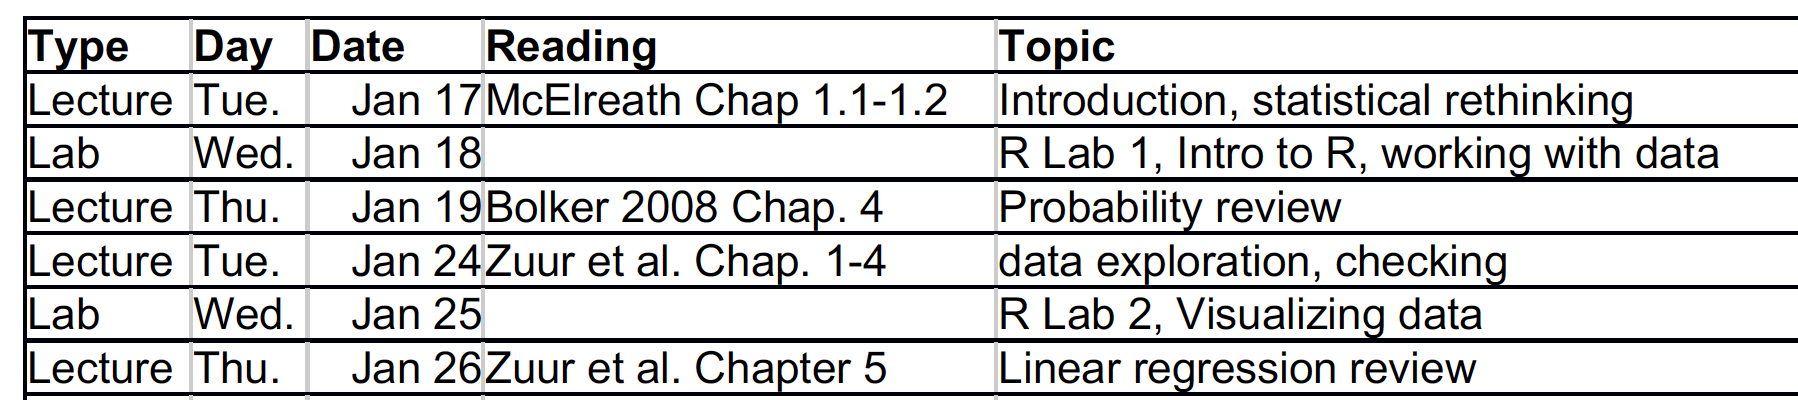 Type Day Date Reading Topic
Lecture Tue. Jan 17 McElreath Chap 1.1-1.2 Introduction, statistical rethinking
Lab Wed. Jan 18 R Lab 1, Intro to R, working with data
Lecture Thu. Jan 19 Bolker 2008 Chap. 4 Probability review
Lecture Tue. Jan 24 Zuur et al. Chap. 1-4 data exploration, checking
Lab Wed. Jan 25 R Lab 2, Visualizing data
Lecture Thu. Jan 26 Zuur et al. Chapter 5 Linear regression review